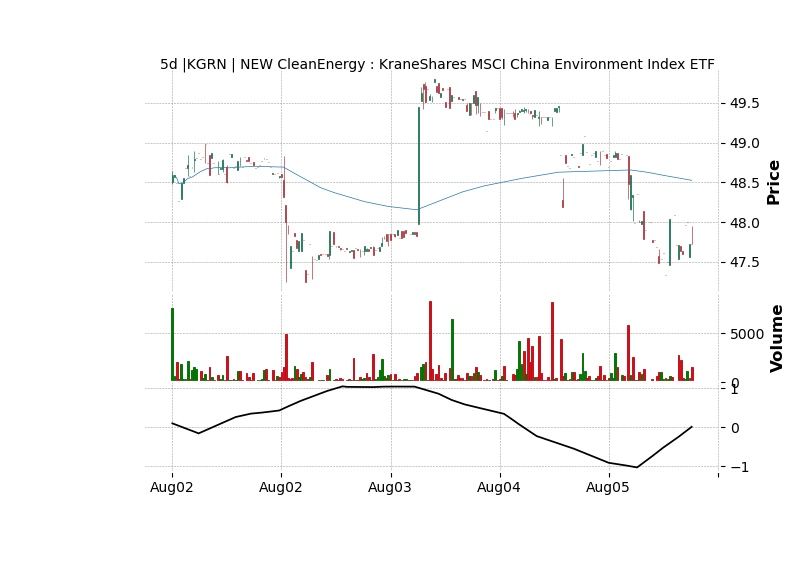 5d |KGRN | NEW CleanEnergy : KraneShares MSCI China Environment Index ETF
49.5
49.0
48.5
48.0
47.5
Price
5000
0
Volume
1
0
−1
Aug02
Aug02
Aug03
Aug04
Aug05